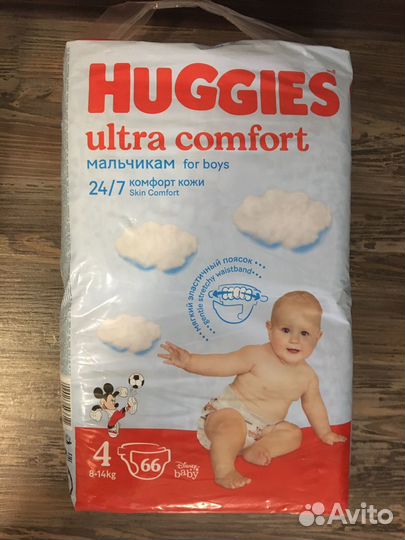 HUGGIES
ultra comfort
мальчикам for boys
24/7 комфорт кожи
Skin Comfort
мягкий эластичный поясок
gentle stretchy waistband
4
8-14kg
66
Disney baby
Avito